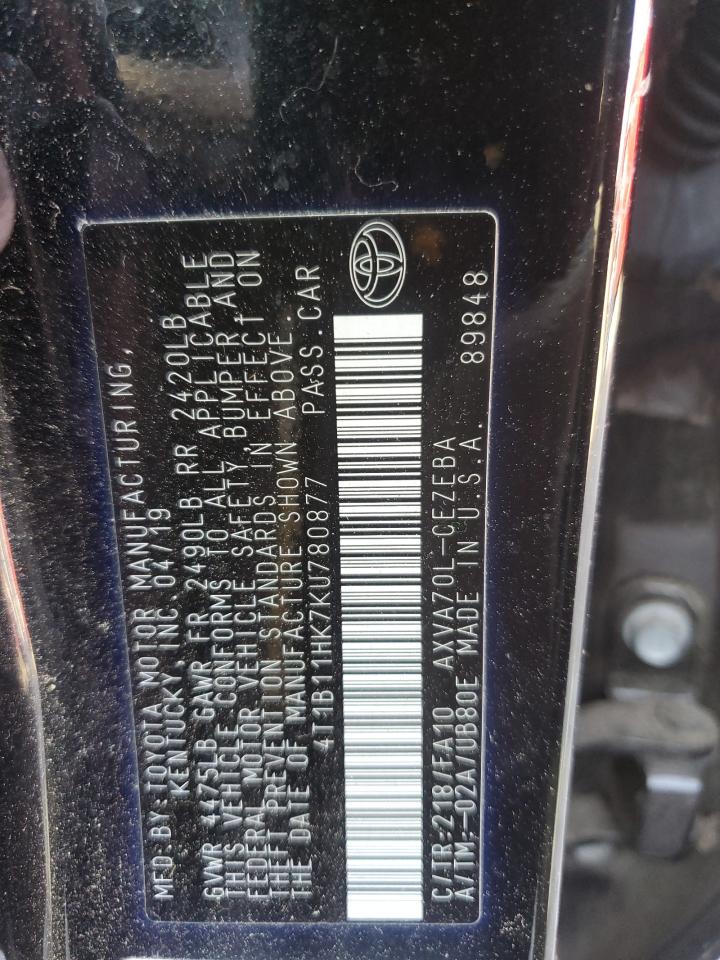 MFD.BY:TOYOTA MOTOR MANUFACTURING,
KENTUCKY, INC 04/19
GVWR 4475LB GAWR FR 2490LB RR 2420LB
THIS VEHICLE CONFORMS TO ALL APPLICABLE
FEDERAL MOTOR VEHICLE SAFETY, BUMPER, AND
THEFT PREVENTION STANDARDS IN EFFECT ON
THE DATE OF MANUFACTURE SHOWN ABOVE.
4T1B11HK7KU780877 PASS.CAR
C/TR:218/FA10 AXVA70L-CEZEBA
A/TM:-02A/UB80E MADE IN U.S.A. 89848